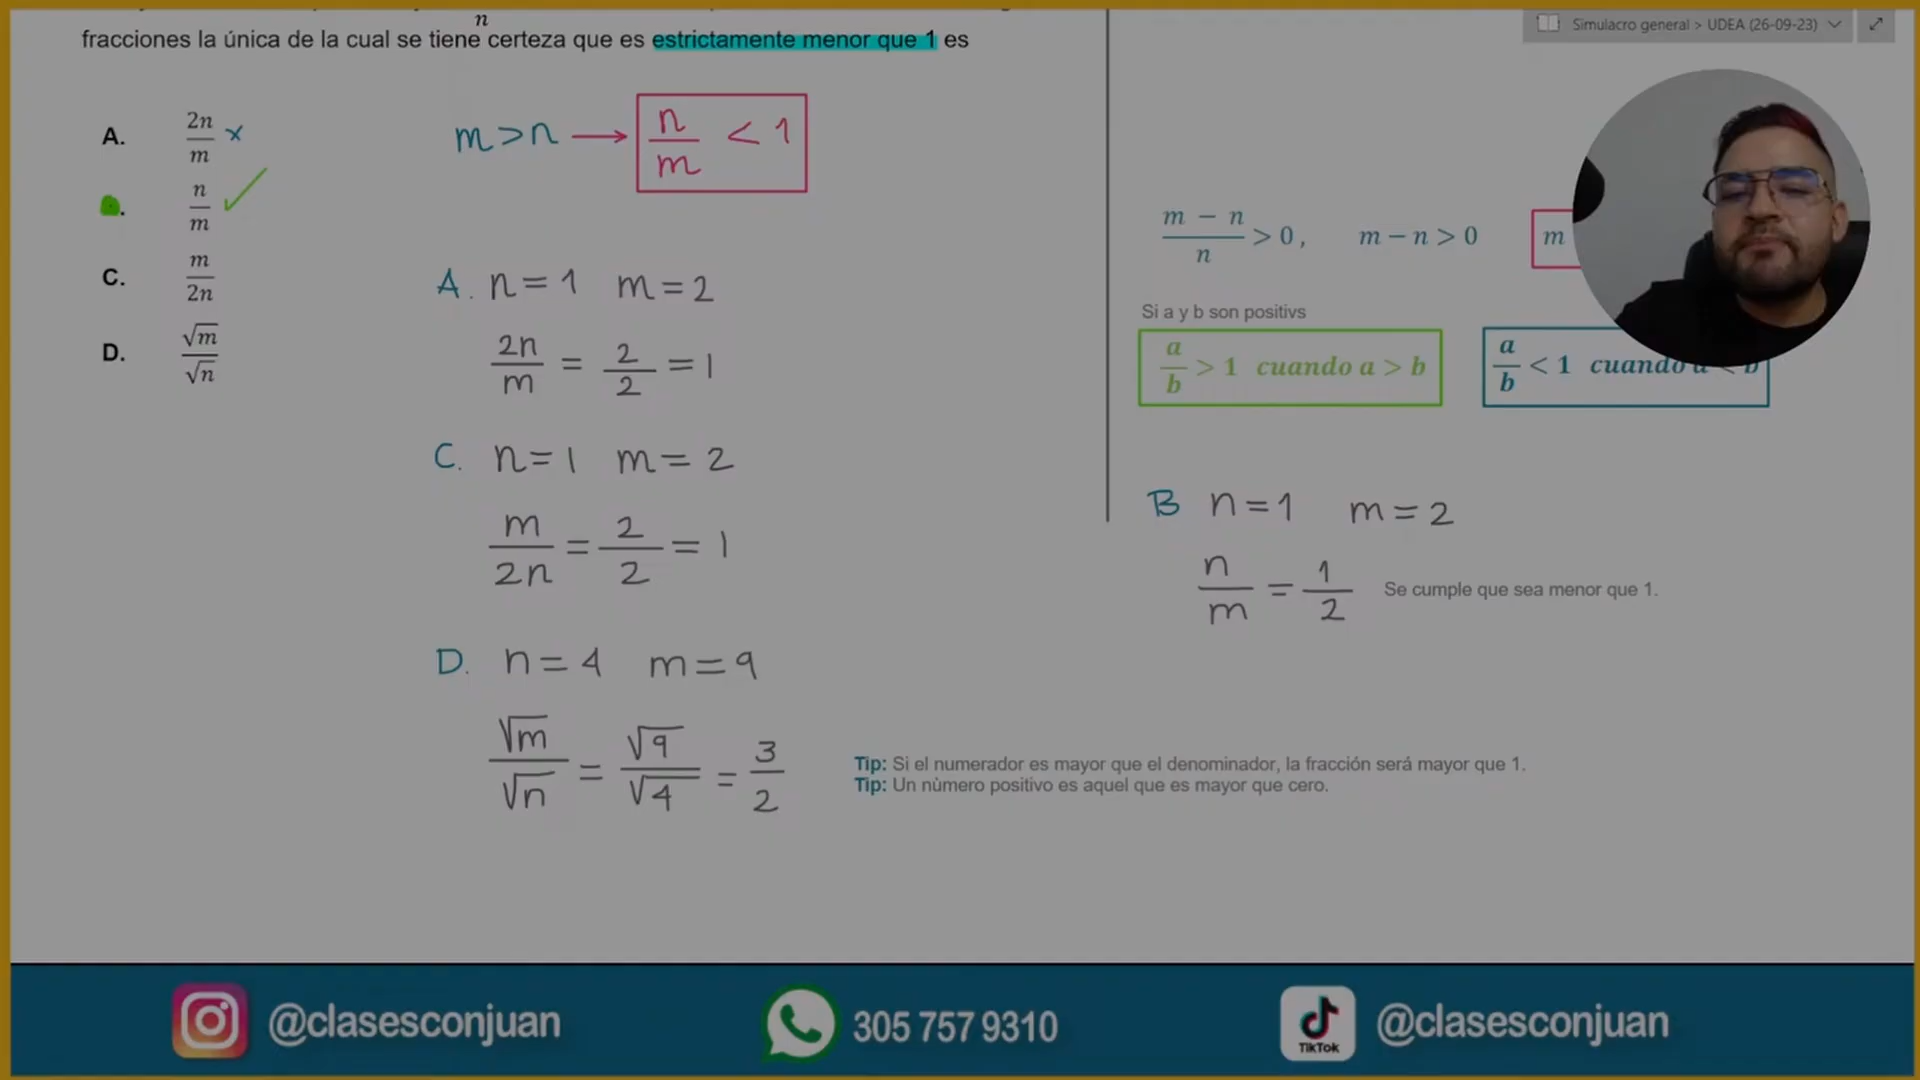 n
fracciones la única de la cual se tiene certeza que es estrictamente menor que 1 es
A. 2n/m x
. n/m ✓
C. m/2n
D. √m/√n
m > n → n/m < 1
A. n = 1 m = 2
2n/m = 2/2 = 1
C. n = 1 m = 2
m/2n = 2/2 = 1
D. n = 4 m = 9
√m/√n = √9/√4 = 3/2
Simulacro general > UDEA (26-09-23)
m − n/n > 0 , m − n > 0 m
Si a y b son positivs
a/b > 1 cuando a > b
a/b < 1 cuando a < b
B n = 1 m = 2
n/m = 1/2 Se cumple que sea menor que 1.
Tip: Si el numerador es mayor que el denominador, la fracción será mayor que 1.
Tip: Un nùmero positivo es aquel que es mayor que cero.
@clasesconjuan
305 757 9310
TikTok
@clasesconjuan